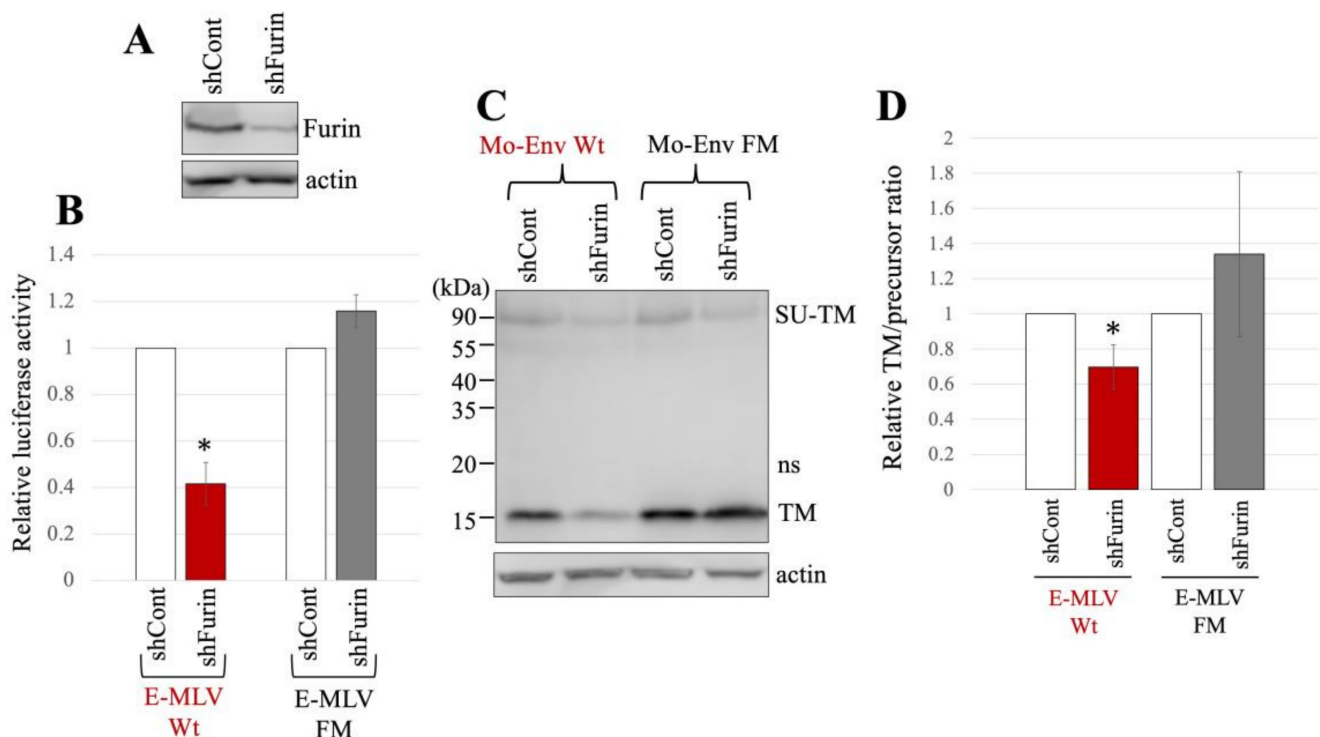 A
shCont
shFurin
Furin
actin
B
Relative luciferase activity
1.4
1.2
1
0.8
0.6
0.4
0.2
0
*
shCont
shFurin
shCont
shFurin
E-MLV
Wt
E-MLV
FM
C
Mo-Env Wt
Mo-Env FM
shCont
shFurin
shCont
shFurin
(kDa)
90
55
40
35
20
15
SU-TM
ns
TM
actin
D
Relative TM/precursor ratio
2
1.8
1.6
1.4
1.2
1
0.8
0.6
0.4
0.2
0
*
shCont
shFurin
shCont
shFurin
E-MLV
Wt
E-MLV
FM